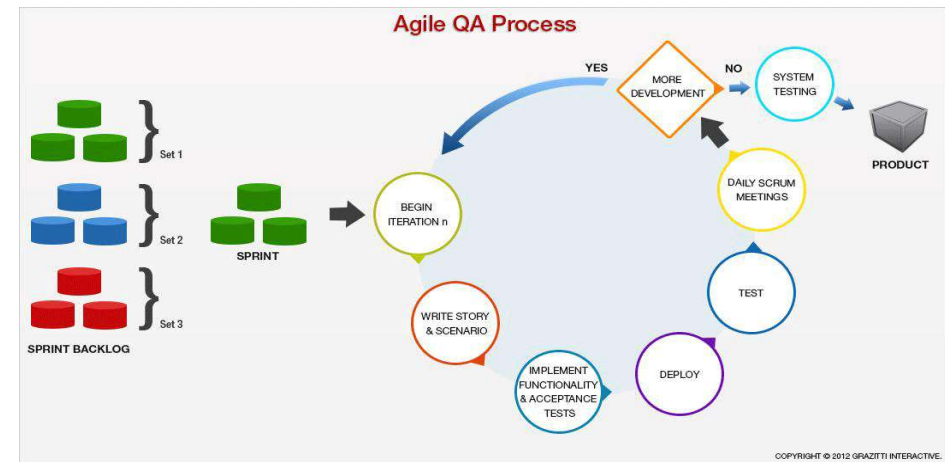 Agile QA Process
Set 1
Set 2
Set 3
SPRINT BACKLOG
SPRINT
BEGIN
ITERATION n
WRITE STORY
& SCENARIO
IMPLEMENT
FUNCTIONALITY
& ACCEPTANCE
TESTS
DEPLOY
TEST
DAILY SCRUM
MEETINGS
MORE
DEVELOPMENT
YES
NO
SYSTEM
TESTING
PRODUCT
COPYRIGHT © 2012 GRAZITTI INTERACTIVE.